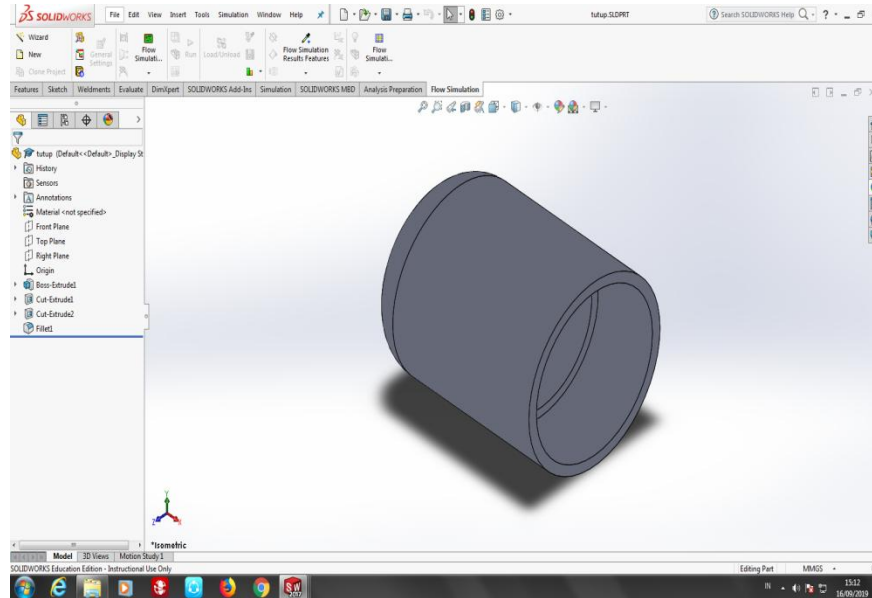 SOLIDWORKS File Edit View Insert Tools Simulation Window Help tutup.SLDPRT Search SOLIDWORKS Help
Wizard
New
Clone Project
General Settings
Flow Simulati...
Run
Load/Unload
Flow Simulation Results Features
Flow Simulati...
Features Sketch Weldments Evaluate DimXpert SOLIDWORKS Add-Ins Simulation SOLIDWORKS MBD Analysis Preparation Flow Simulation
tutup (Default<<Default>_Display St
History
Sensors
Annotations
Material <not specified>
Front Plane
Top Plane
Right Plane
Origin
Boss-Extrude1
Cut-Extrude1
Cut-Extrude2
Fillet1
Y
Z
*Isometric
Model 3D Views Motion Study 1
SOLIDWORKS Education Edition - Instructional Use Only Editing Part MMGS
SW 2017 IN 15:12
16/09/2019